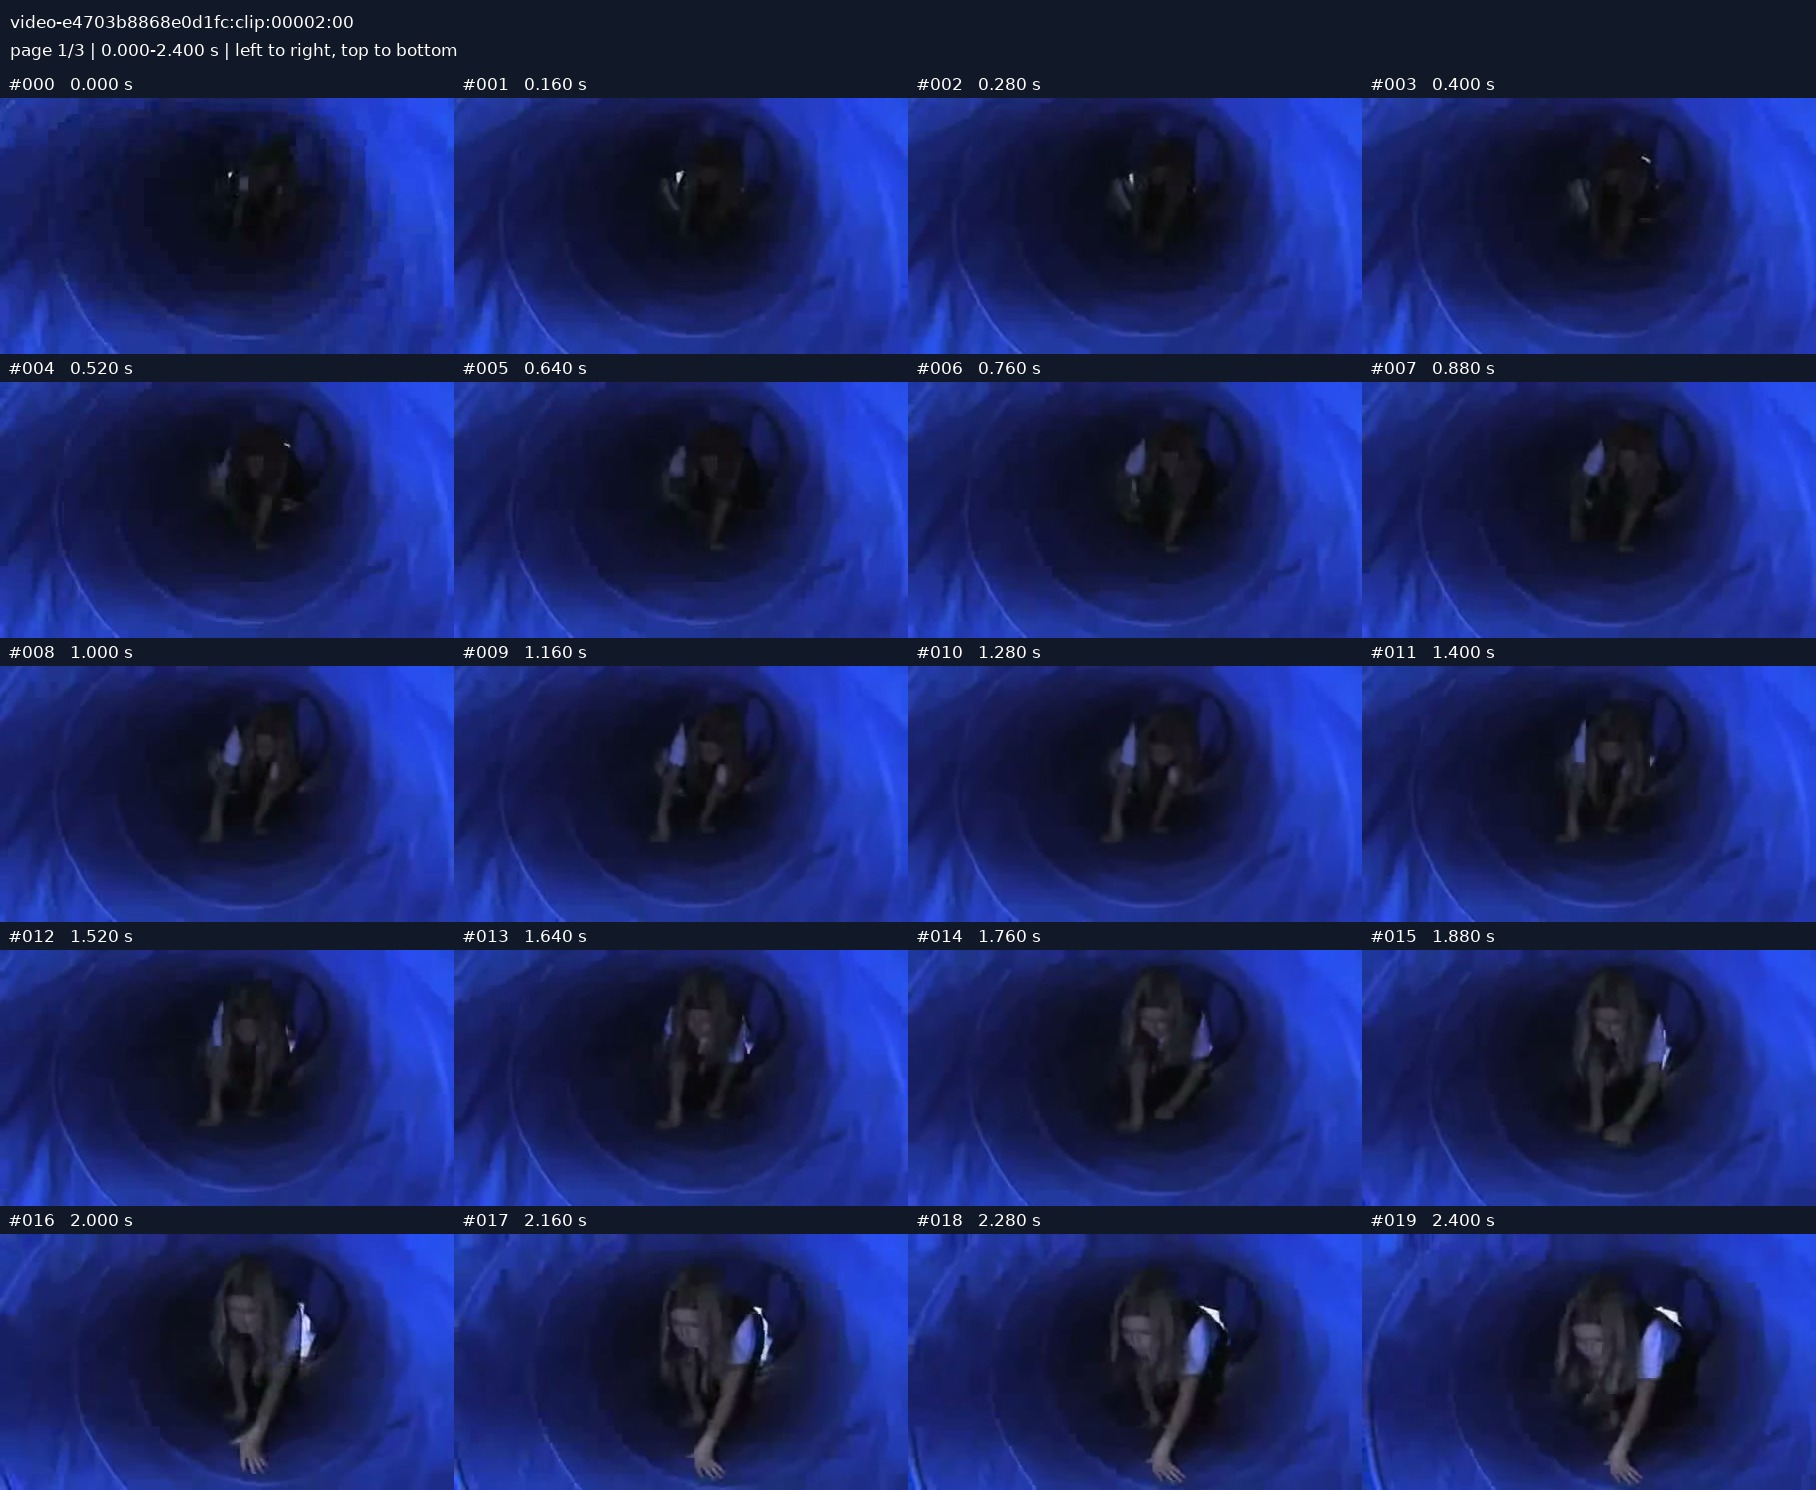 video-e4703b8868e0d1fc:clip:00002:00
page 1/3 | 0.000-2.400 s | left to right, top to bottom
#000 0.000 s
#001 0.160 s
#002 0.280 s
#003 0.400 s
#004 0.520 s
#005 0.640 s
#006 0.760 s
#007 0.880 s
#008 1.000 s
#009 1.160 s
#010 1.280 s
#011 1.400 s
#012 1.520 s
#013 1.640 s
#014 1.760 s
#015 1.880 s
#016 2.000 s
#017 2.160 s
#018 2.280 s
#019 2.400 s